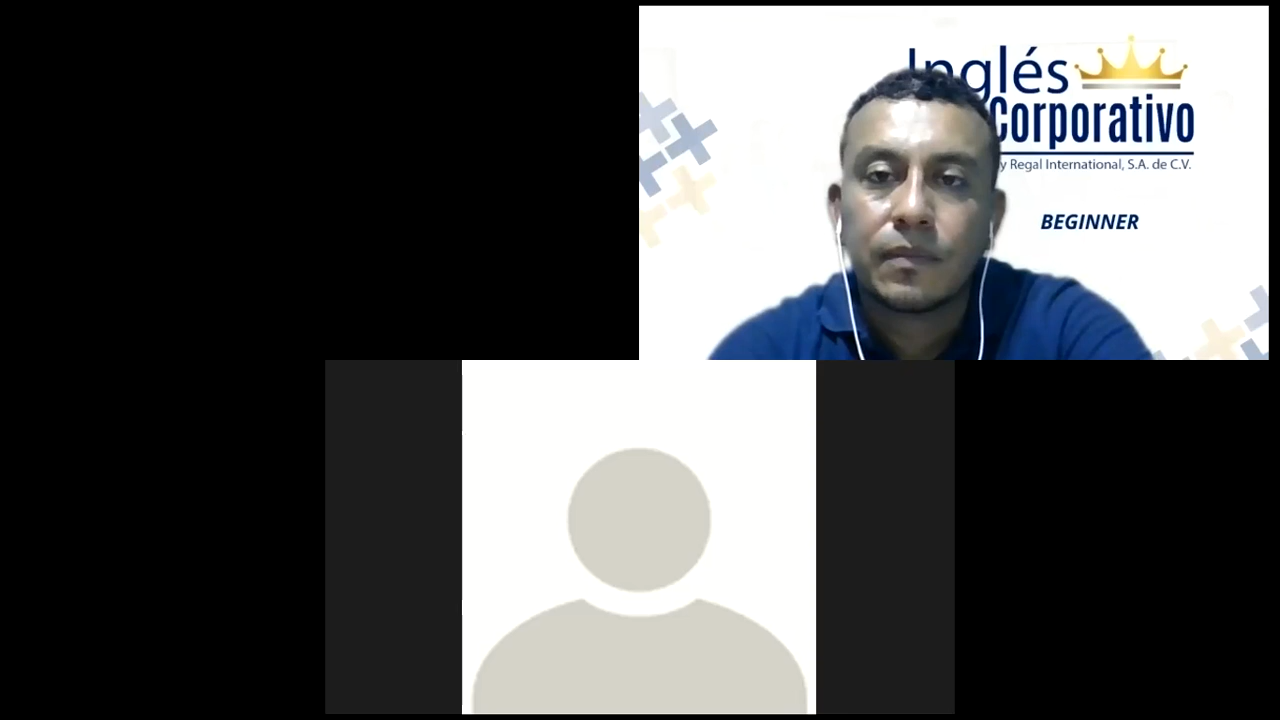 Inglés
Corporativo
y Regal International, S.A. de C.V.
BEGINNER